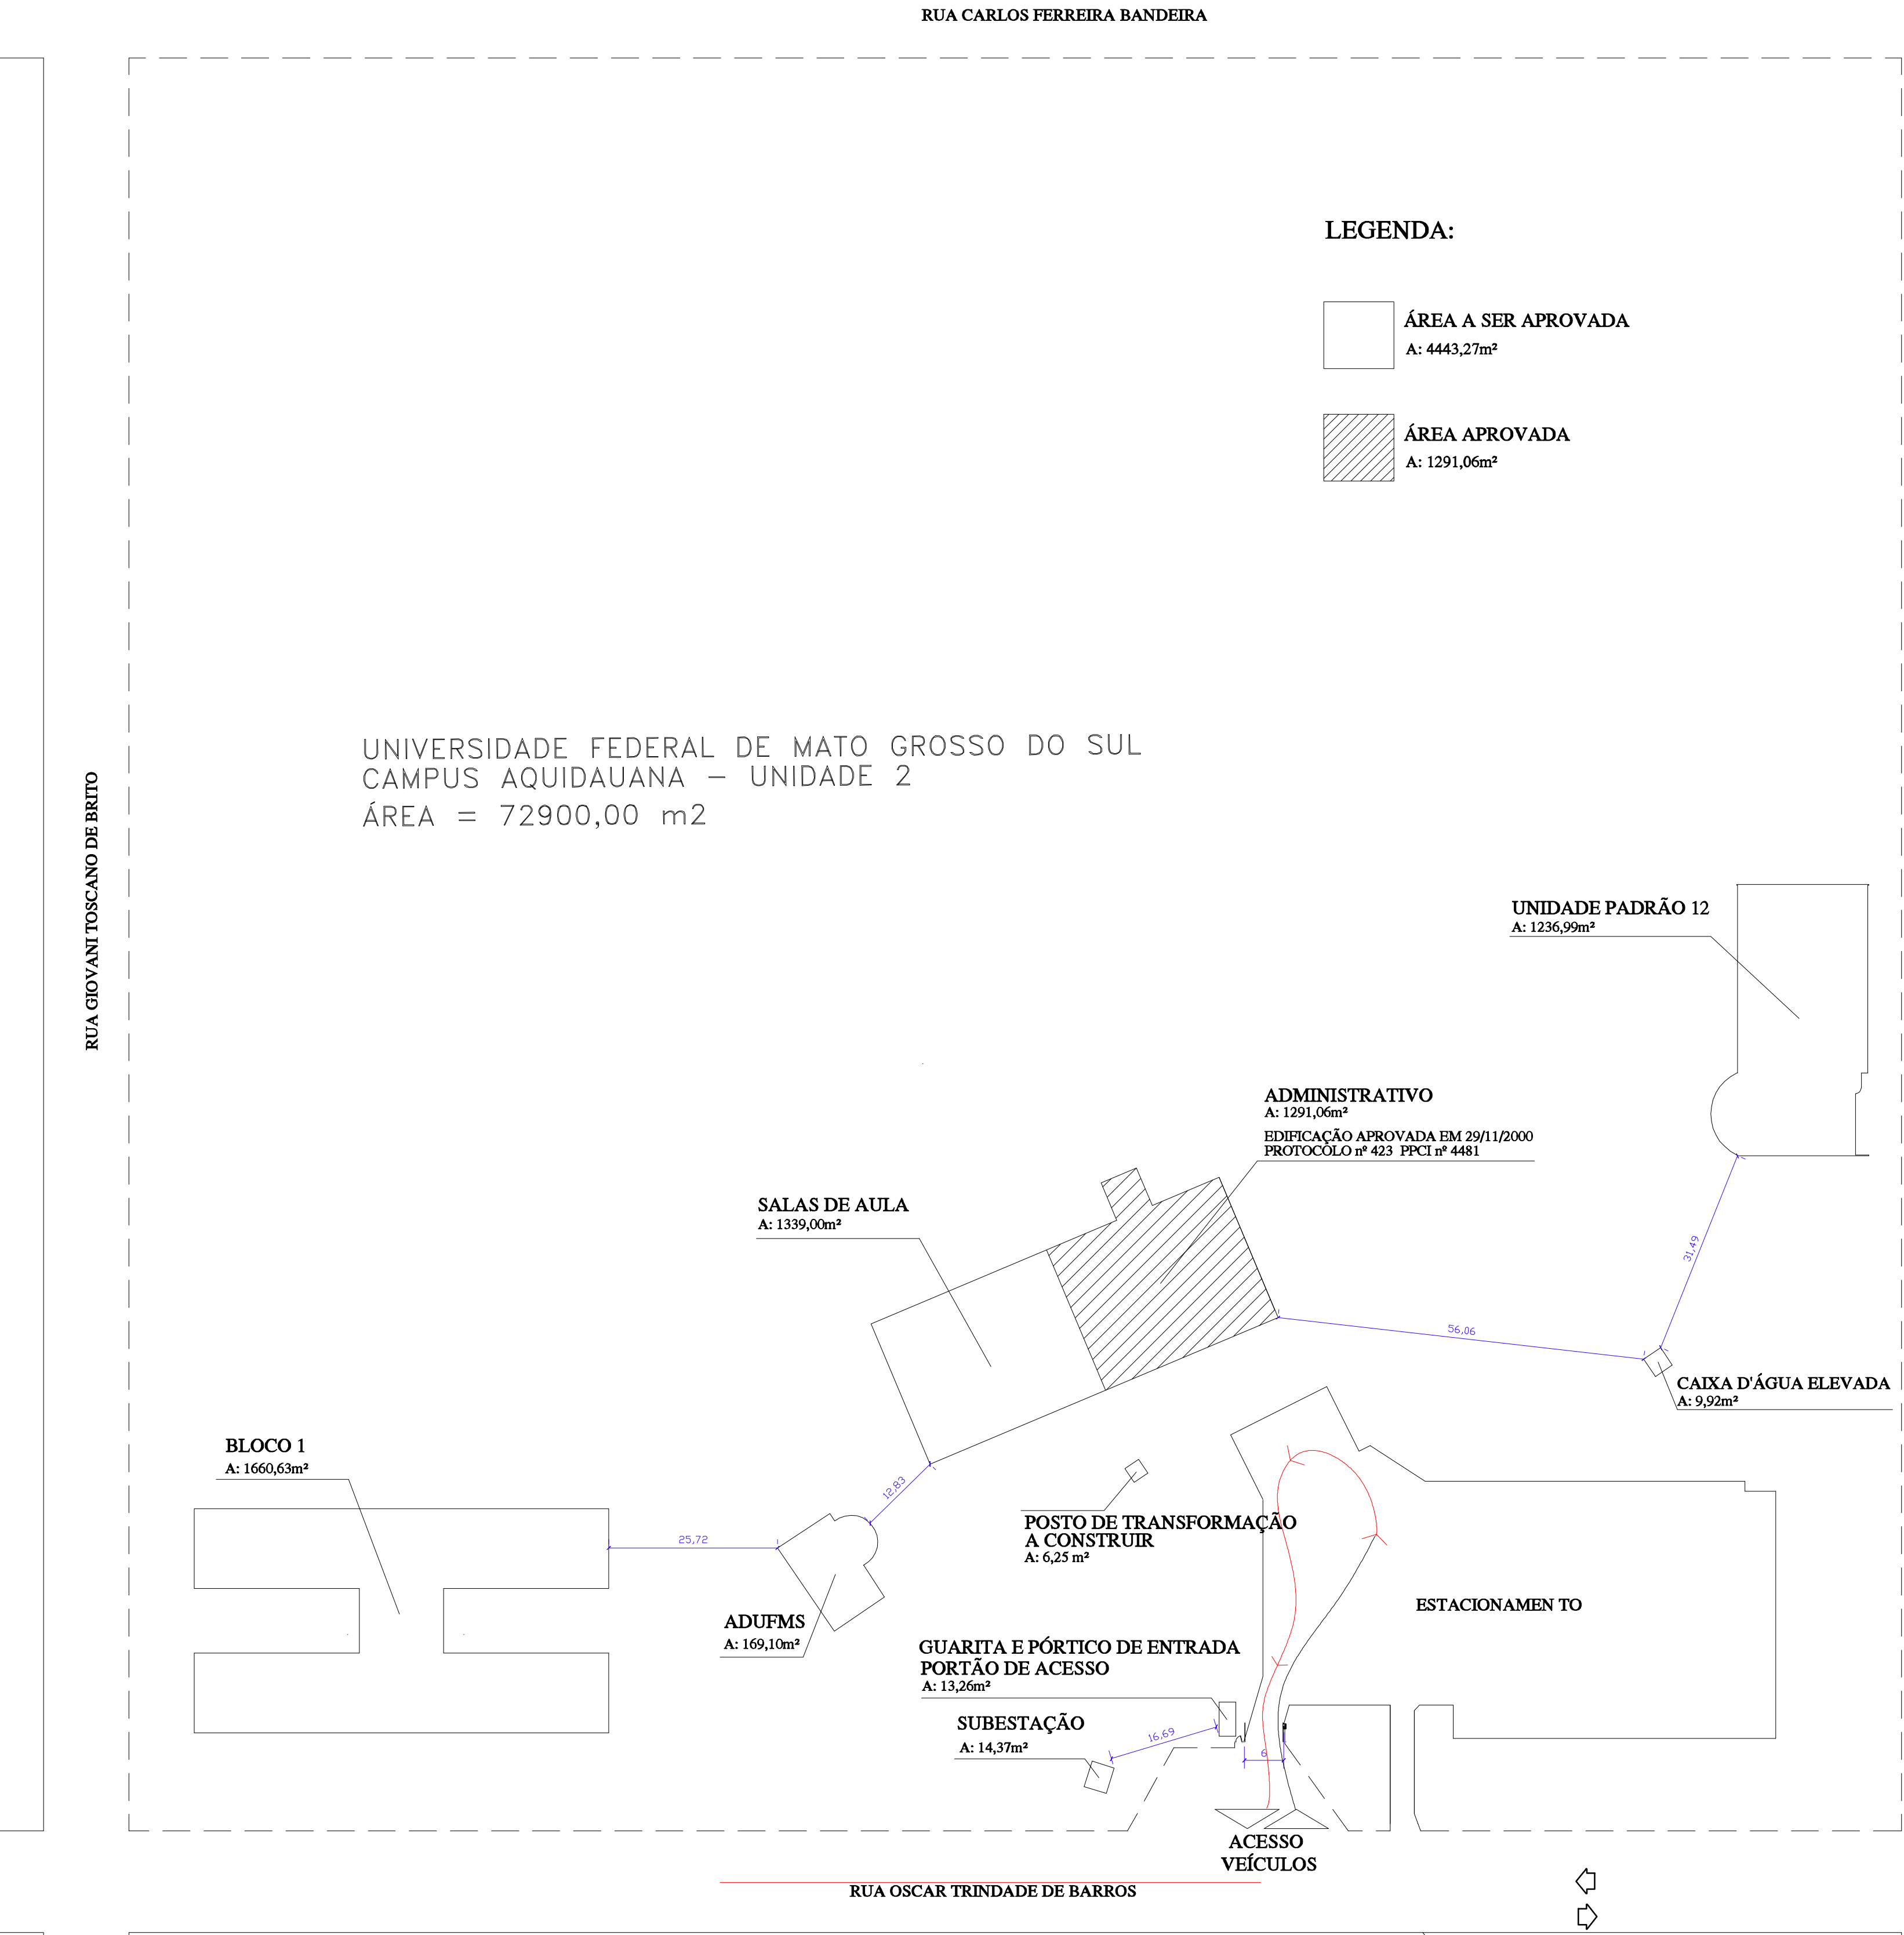 RUA CARLOS FERREIRA BANDEIRA
LEGENDA:
ÁREA A SER APROVADA
A: 4443,27m²
ÁREA APROVADA
A: 1291,06m²
UNIVERSIDADE FEDERAL DE MATO GROSSO DO SUL
CAMPUS AQUIDAUANA – UNIDADE 2
ÁREA = 72900,00 m2
RUA GIOVANI TOSCANO DE BRITO
UNIDADE PADRÃO 12
A: 1236,99m²
ADMINISTRATIVO
A: 1291,06m²
EDIFICAÇÃO APROVADA EM 29/11/2000
PROTOCOLO nº 423 PPCI nº 4481
SALAS DE AULA
A: 1339,00m²
31,49
56,06
CAIXA D'ÁGUA ELEVADA
A: 9,92m²
BLOCO 1
A: 1660,63m²
12,83
25,72
POSTO DE TRANSFORMAÇÃO
A CONSTRUIR
A: 6,25 m²
ESTACIONAMEN TO
ADUFMS
A: 169,10m²
GUARITA E PÓRTICO DE ENTRADA
PORTÃO DE ACESSO
A: 13,26m²
SUBESTAÇÃO
A: 14,37m²
16,69
6
ACESSO
VEÍCULOS
RUA OSCAR TRINDADE DE BARROS